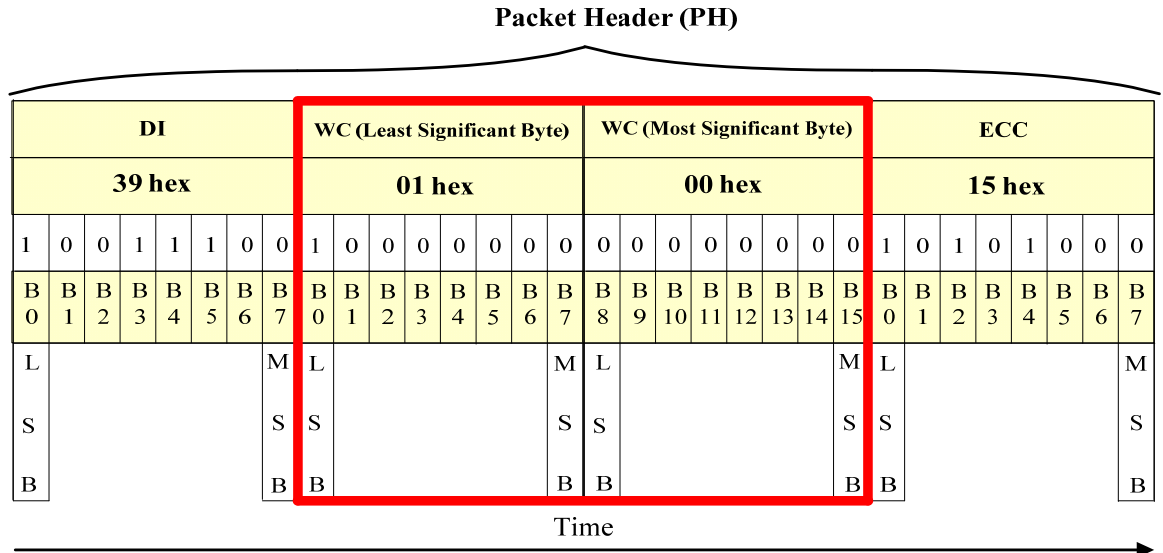 Packet Header (PH)
DI WC (Least Significant Byte) WC (Most Significant Byte) ECC
39 hex 01 hex 00 hex 15 hex
1 0 0 1 1 1 0 0 1 0 0 0 0 0 0 0 0 0 0 0 0 0 0 0 1 0 1 0 1 0 0 0
B B B B B B B B B B B B B B B B B B B B B B B B B B B B B B B B
0 1 2 3 4 5 6 7 0 1 2 3 4 5 6 7 8 9 10 11 12 13 14 15 0 1 2 3 4 5 6 7
L M L M L M L M
S S S S S S S S
B B B B B B B B
Time